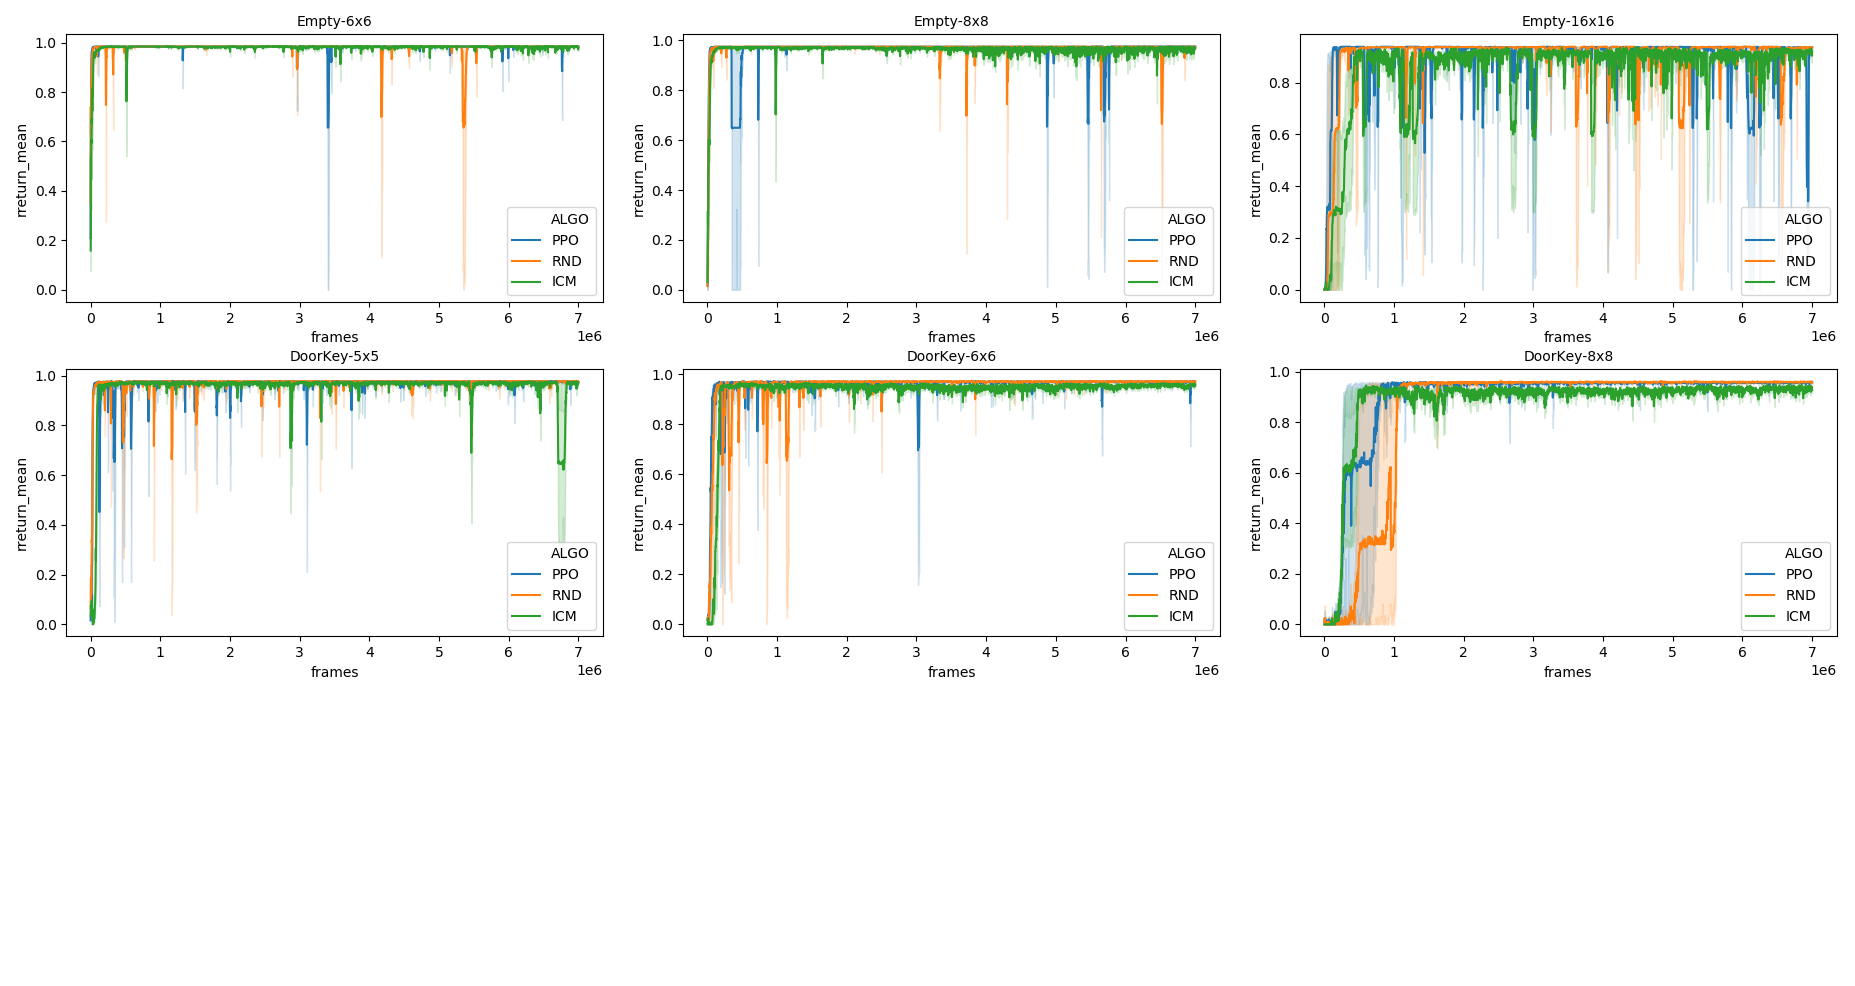 Empty-6x6
rreturn_mean
1.0
0.8
0.6
0.4
0.2
0.0
ALGO
PPO
RND
ICM
0 1 2 3 4 5 6 7
1e6
frames
Empty-8x8
rreturn_mean
1.0
0.8
0.6
0.4
0.2
0.0
ALGO
PPO
RND
ICM
0 1 2 3 4 5 6 7
1e6
frames
Empty-16x16
rreturn_mean
0.8
0.6
0.4
0.2
0.0
ALGO
PPO
RND
ICM
0 1 2 3 4 5 6 7
1e6
frames
DoorKey-5x5
rreturn_mean
1.0
0.8
0.6
0.4
0.2
0.0
ALGO
PPO
RND
ICM
0 1 2 3 4 5 6 7
1e6
frames
DoorKey-6x6
rreturn_mean
1.0
0.8
0.6
0.4
0.2
0.0
ALGO
PPO
RND
ICM
0 1 2 3 4 5 6 7
1e6
frames
DoorKey-8x8
rreturn_mean
1.0
0.8
0.6
0.4
0.2
0.0
ALGO
PPO
RND
ICM
0 1 2 3 4 5 6 7
1e6
frames